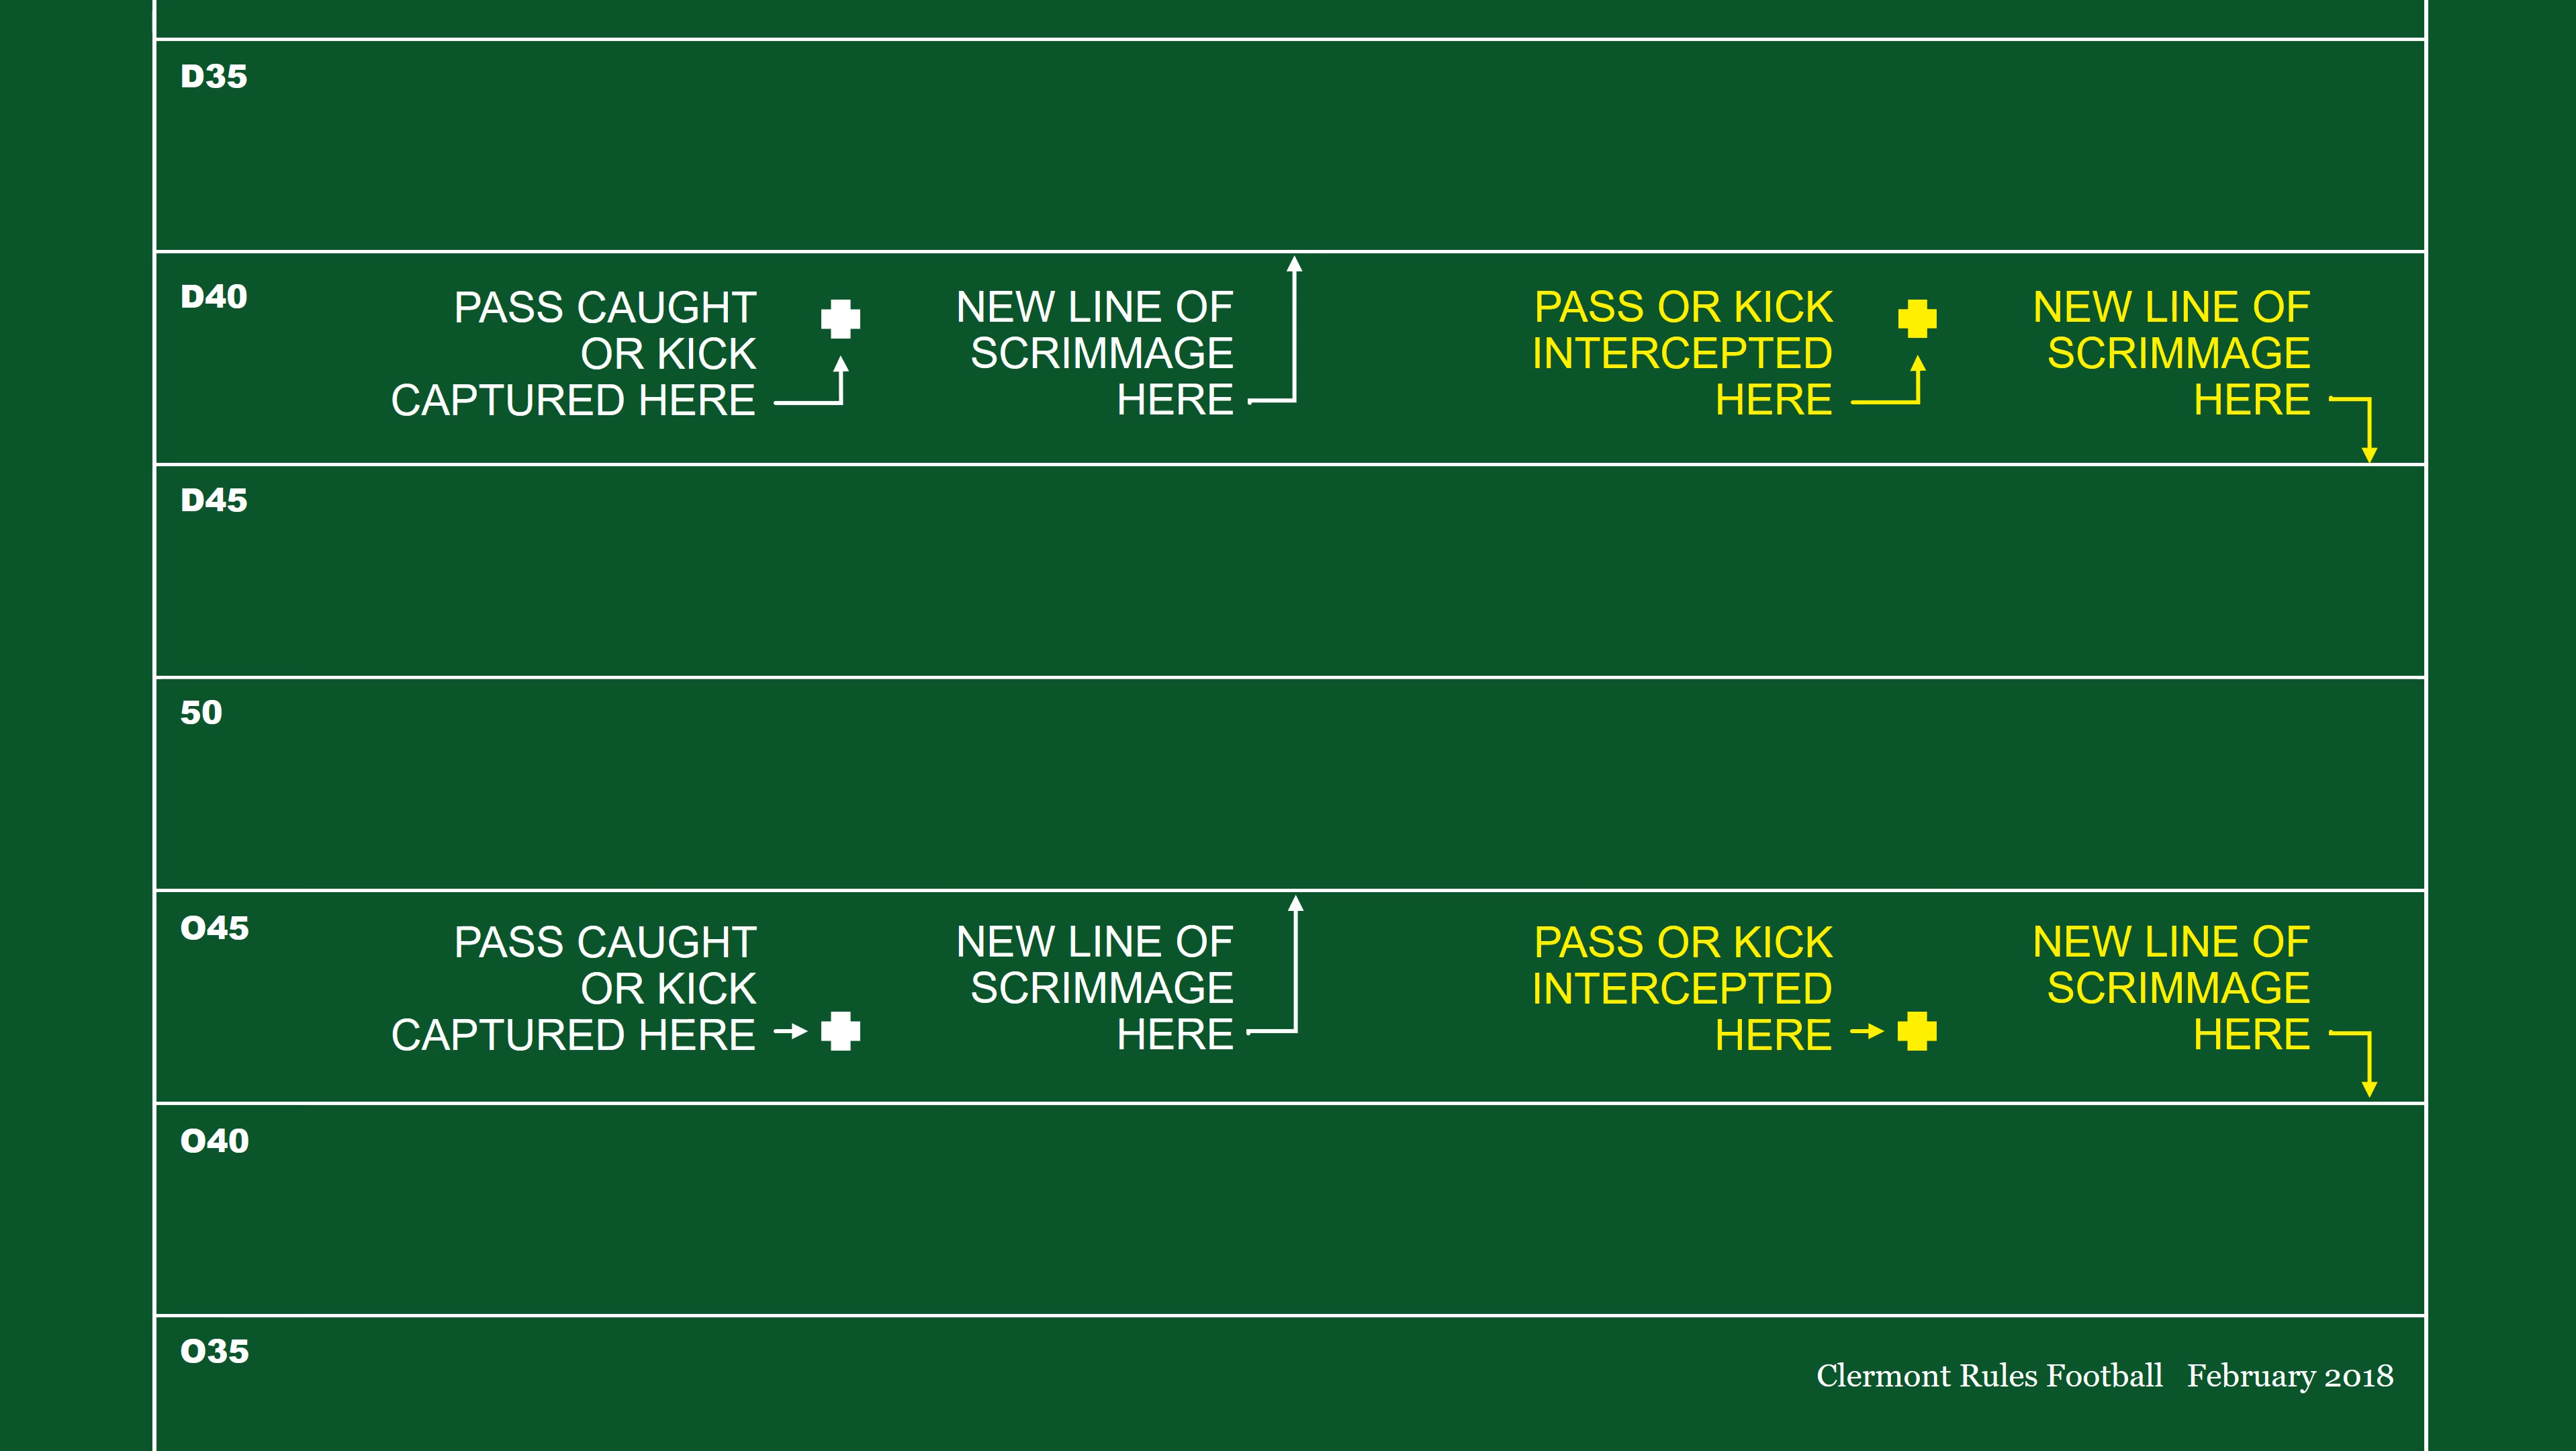 D35
D40
PASS CAUGHT
OR KICK
CAPTURED HERE
NEW LINE OF
SCRIMMAGE
HERE
PASS OR KICK
INTERCEPTED
HERE
NEW LINE OF
SCRIMMAGE
HERE
D45
50
O45
PASS CAUGHT
OR KICK
CAPTURED HERE
NEW LINE OF
SCRIMMAGE
HERE
PASS OR KICK
INTERCEPTED
HERE
NEW LINE OF
SCRIMMAGE
HERE
O40
O35
Clermont Rules Football February 2018